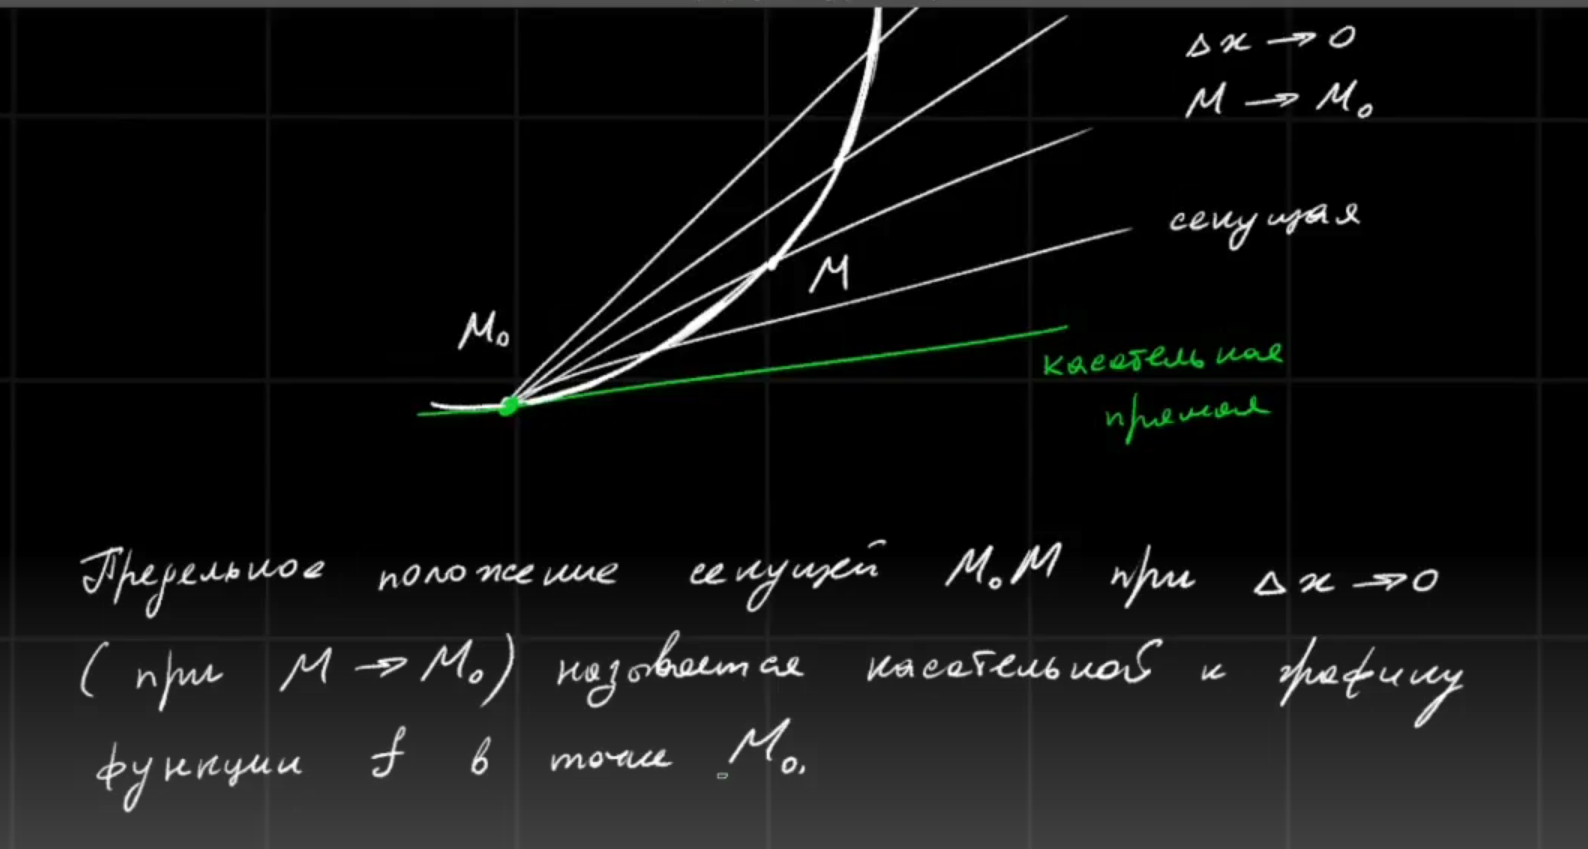 Δx → 0
M → M₀
секущая
M
M₀
касательная
прямая
Предельное положение секущей M₀M при Δx → 0
( при M → M₀) называется касательной к графику
функции f в точке M₀.